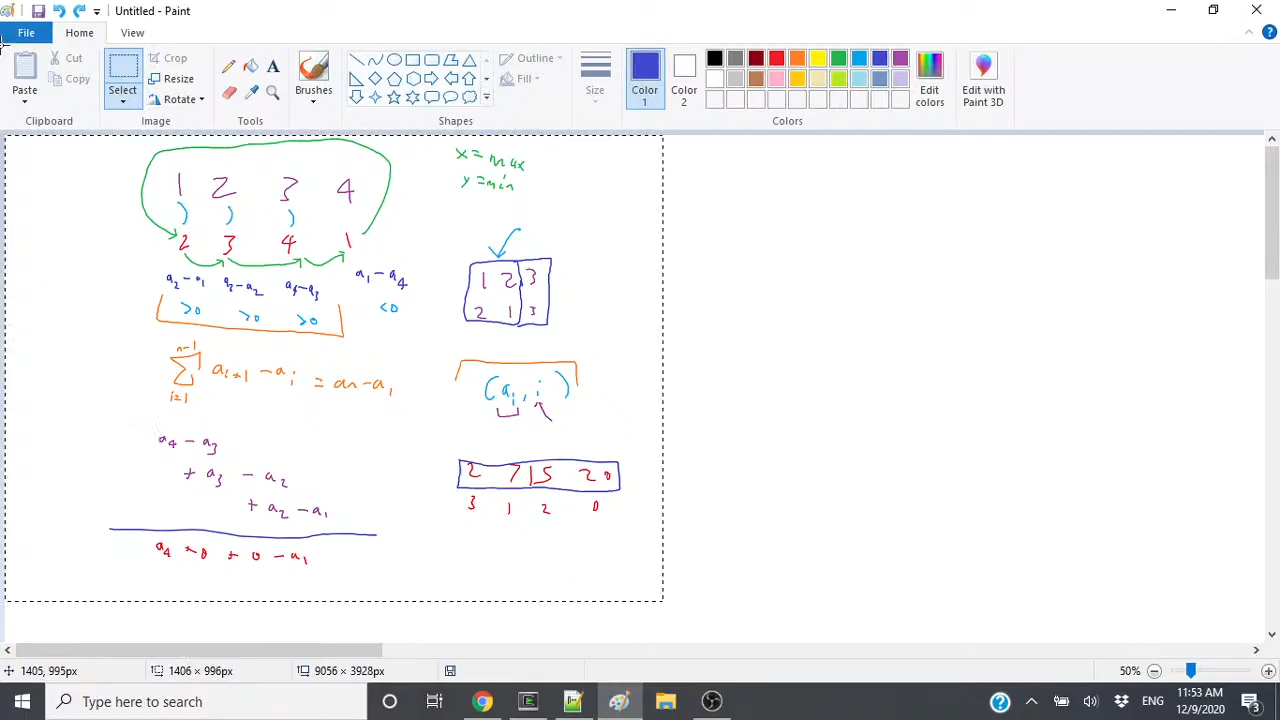 Untitled - Paint
File Home View
Paste
Cut
Copy
Clipboard
Select
Crop
Resize
Rotate
Image
Tools
Brushes
Shapes
Outline
Fill
Size
Color 1
Color 2
Edit colors
Edit with Paint 3D
Colors
x = max
y = min
1 2 3 4
2 3 4 1
a2 - a1 a3 - a2 a4 - a3 a1 - a4
>0 >0 >0 <0
1 2 3
2 1 3
n-1
Σ ai+1 - ai = an - a1
i=1
(ai, i)
a4 - a3
+ a3 - a2
+ a2 - a1
a4 + 0 + 0 - a1
2 7 15 20
3 1 2 0
1405, 995px 1406 × 996px 9056 × 3928px 50%
Type here to search
ENG
11:53 AM
12/9/2020
3